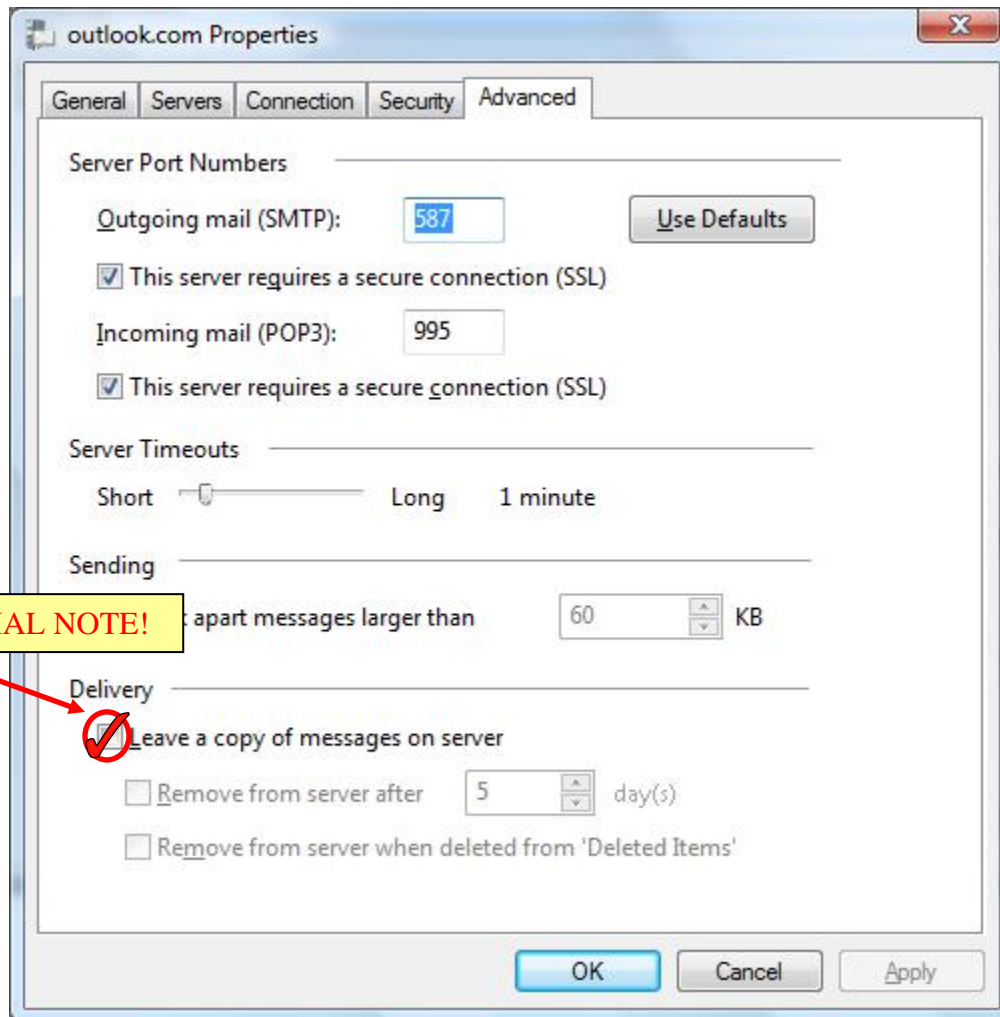 outlook.com Properties
General Servers Connection Security Advanced
Server Port Numbers
Outgoing mail (SMTP): 587 Use Defaults
This server requires a secure connection (SSL)
Incoming mail (POP3): 995
This server requires a secure connection (SSL)
Server Timeouts
Short Long 1 minute
Sending
apart messages larger than 60 KB
NOTE!
Delivery
Leave a copy of messages on server
Remove from server after 5 day(s)
Remove from server when deleted from 'Deleted Items'
OK Cancel Apply